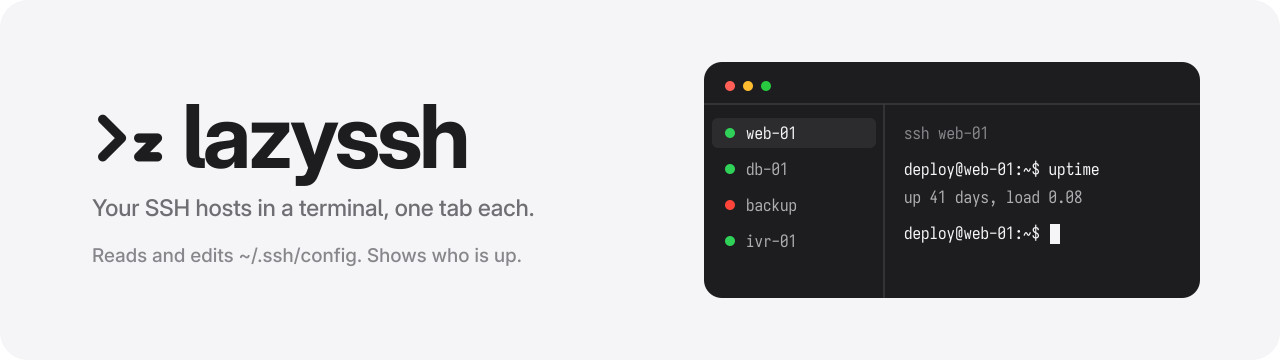 lazyssh
Your SSH hosts in a terminal, one tab each.
Reads and edits ~/.ssh/config. Shows who is up.
web-01
db-01
backup
ivr-01
ssh web-01
deploy@web-01:~$ uptime
up 41 days, load 0.08
deploy@web-01:~$